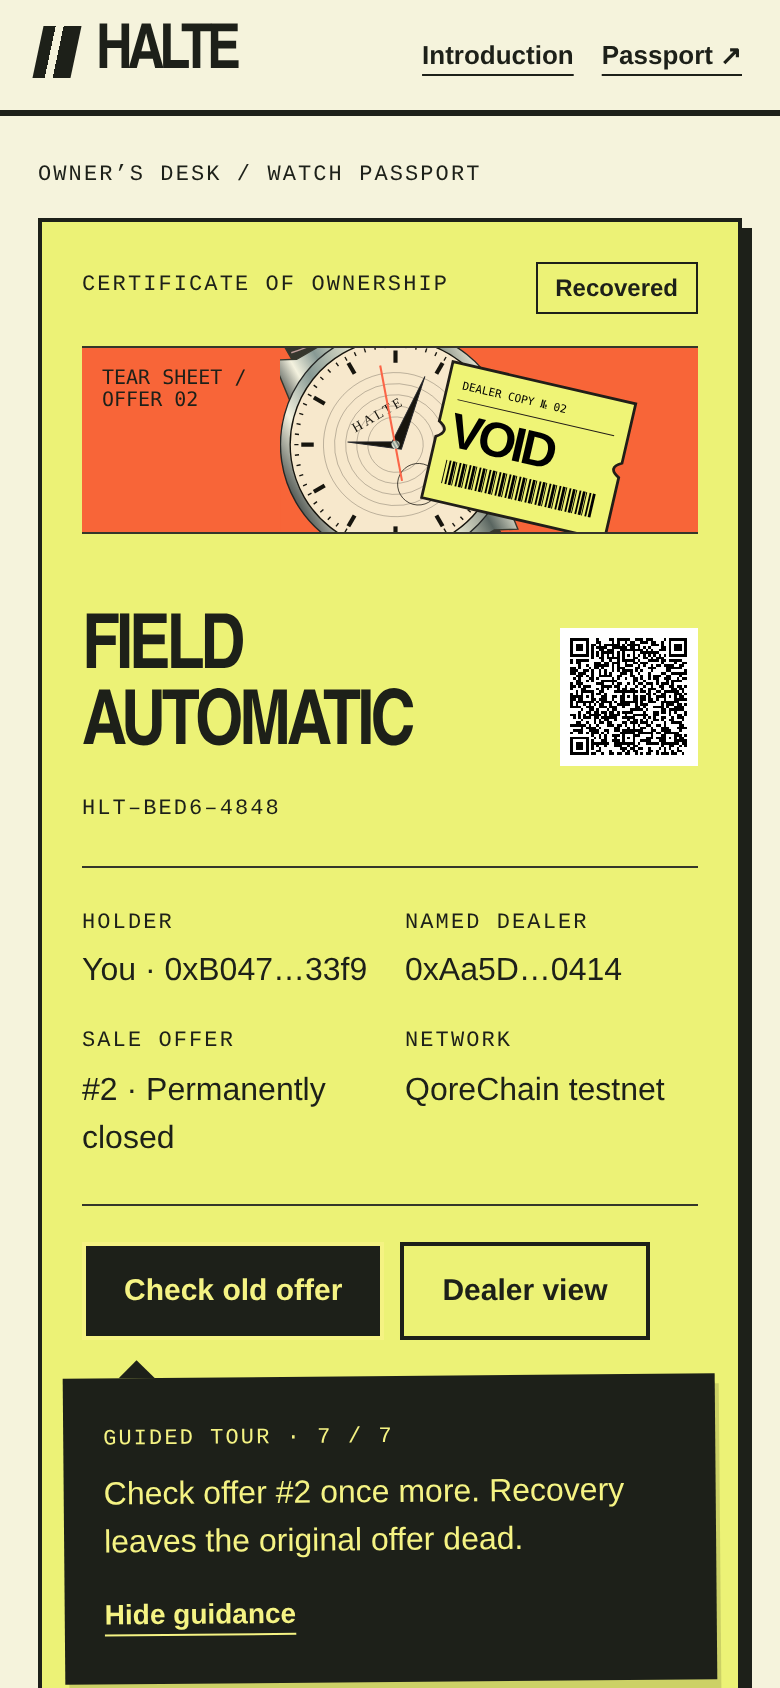 HALTE
Introduction
Passport ↗
OWNER’S DESK / WATCH PASSPORT
CERTIFICATE OF OWNERSHIP
Recovered
TEAR SHEET /
OFFER 02
HALTE
DEALER COPY № 02
VOID
FIELD
AUTOMATIC
HLT–BED6–4848
HOLDER
You · 0xB047…33f9
NAMED DEALER
0xAa5D…0414
SALE OFFER
#2 · Permanently
closed
NETWORK
QoreChain testnet
Check old offer
Dealer view
GUIDED TOUR · 7 / 7
Check offer #2 once more. Recovery
leaves the original offer dead.
Hide guidance